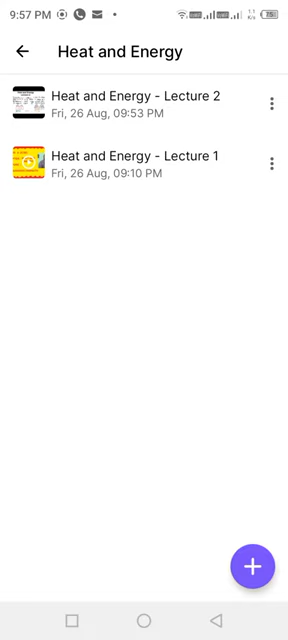 9:57 PM
Heat and Energy
Heat and Energy - Lecture 2
Fri, 26 Aug, 09:53 PM
Heat and Energy - Lecture 1
Fri, 26 Aug, 09:10 PM